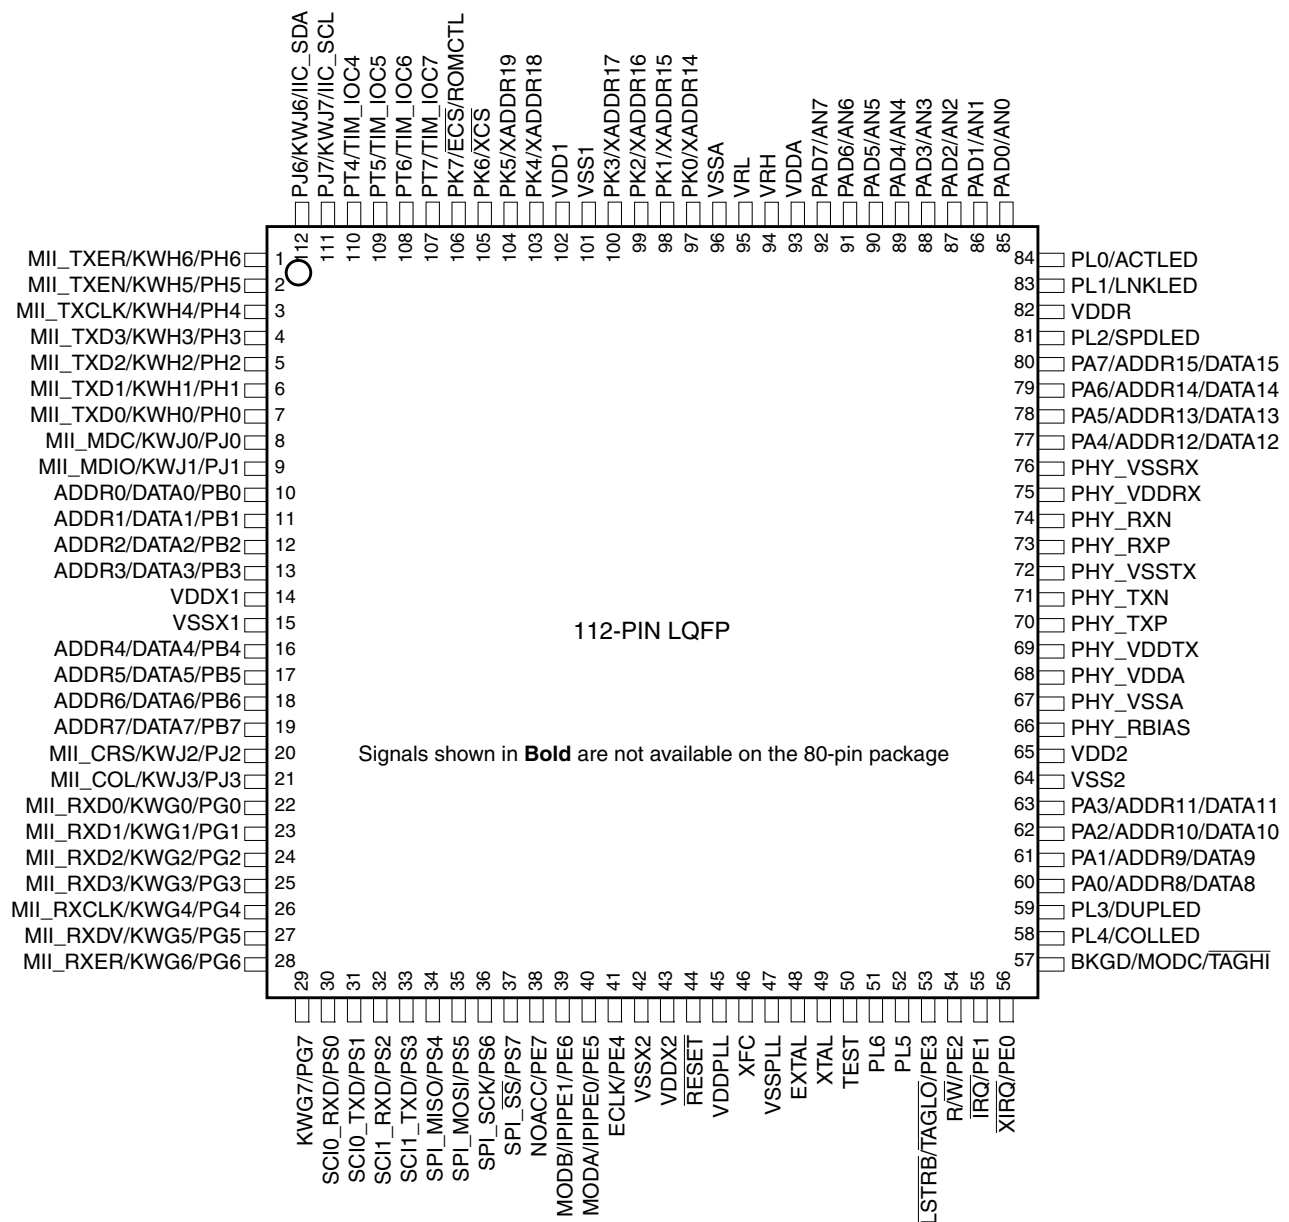 PJ6/KWJ6/IIC_SDA
PJ7/KWJ7/IIC_SCL
PT4/TIM_IOC4
PT5/TIM_IOC5
PT6/TIM_IOC6
PT7/TIM_IOC7
PK7/ECS/ROMCTL
PK6/XCS
PK5/XADDR19
PK4/XADDR18
VDD1
VSS1
PK3/XADDR17
PK2/XADDR16
PK1/XADDR15
PK0/XADDR14
VSSA
VRL
VRH
VDDA
PAD7/AN7
PAD6/AN6
PAD5/AN5
PAD4/AN4
PAD3/AN3
PAD2/AN2
PAD1/AN1
PAD0/AN0
112
111
110
109
108
107
106
105
104
103
102
101
100
99
98
97
96
95
94
93
92
91
90
89
88
87
86
85
MII_TXER/KWH6/PH6 1
MII_TXEN/KWH5/PH5 2
MII_TXCLK/KWH4/PH4 3
MII_TXD3/KWH3/PH3 4
MII_TXD2/KWH2/PH2 5
MII_TXD1/KWH1/PH1 6
MII_TXD0/KWH0/PH0 7
MII_MDC/KWJ0/PJ0 8
MII_MDIO/KWJ1/PJ1 9
ADDR0/DATA0/PB0 10
ADDR1/DATA1/PB1 11
ADDR2/DATA2/PB2 12
ADDR3/DATA3/PB3 13
VDDX1 14
VSSX1 15
ADDR4/DATA4/PB4 16
ADDR5/DATA5/PB5 17
ADDR6/DATA6/PB6 18
ADDR7/DATA7/PB7 19
MII_CRS/KWJ2/PJ2 20
MII_COL/KWJ3/PJ3 21
MII_RXD0/KWG0/PG0 22
MII_RXD1/KWG1/PG1 23
MII_RXD2/KWG2/PG2 24
MII_RXD3/KWG3/PG3 25
MII_RXCLK/KWG4/PG4 26
MII_RXDV/KWG5/PG5 27
MII_RXER/KWG6/PG6 28
112-PIN LQFP
Signals shown in Bold are not available on the 80-pin package
84 PL0/ACTLED
83 PL1/LNKLED
82 VDDR
81 PL2/SPDLED
80 PA7/ADDR15/DATA15
79 PA6/ADDR14/DATA14
78 PA5/ADDR13/DATA13
77 PA4/ADDR12/DATA12
76 PHY_VSSRX
75 PHY_VDDRX
74 PHY_RXN
73 PHY_RXP
72 PHY_VSSTX
71 PHY_TXN
70 PHY_TXP
69 PHY_VDDTX
68 PHY_VDDA
67 PHY_VSSA
66 PHY_RBIAS
65 VDD2
64 VSS2
63 PA3/ADDR11/DATA11
62 PA2/ADDR10/DATA10
61 PA1/ADDR9/DATA9
60 PA0/ADDR8/DATA8
59 PL3/DUPLED
58 PL4/COLLED
57 BKGD/MODC/TAGHI
29
30
31
32
33
34
35
36
37
38
39
40
41
42
43
44
45
46
47
48
49
50
51
52
53
54
55
56
KWG7/PG7
SCI0_RXD/PS0
SCI0_TXD/PS1
SCI1_RXD/PS2
SCI1_TXD/PS3
SPI_MISO/PS4
SPI_MOSI/PS5
SPI_SCK/PS6
SPI_SS/PS7
NOACC/PE7
MODB/IPIPE1/PE6
MODA/IPIPE0/PE5
ECLK/PE4
VSSX2
VDDX2
RESET
VDDPLL
XFC
VSSPLL
EXTAL
XTAL
TEST
PL6
PL5
LSTRB/TAGLO/PE3
R/W/PE2
IRQ/PE1
XIRQ/PE0